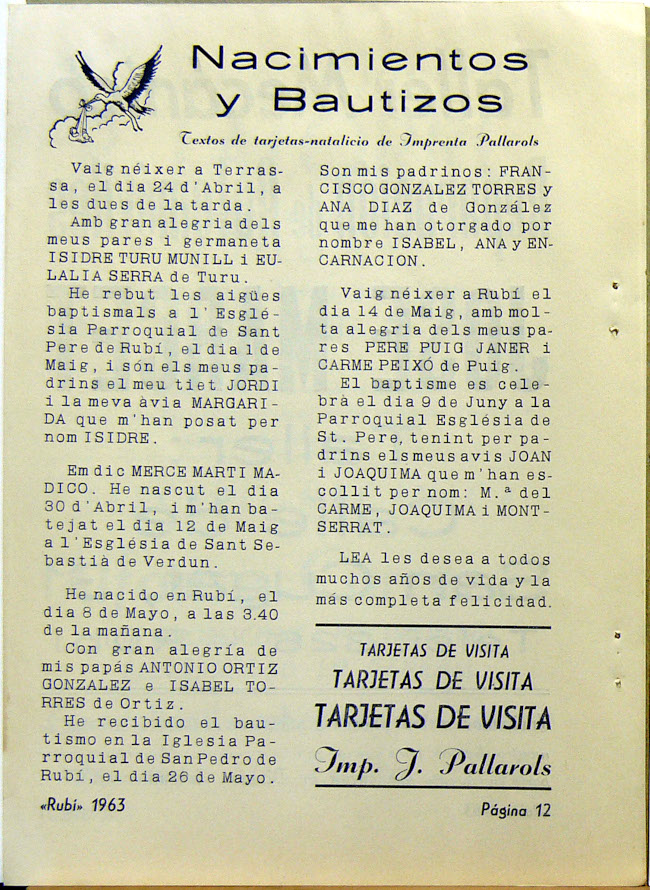 Nacimientos
y Bautizos
Textos de tarjetas-natalicio de Imprenta Pallarols
Vaig néixer a Terras-
sa, el dia 24 d'Abril, a
les dues de la tarda.
Amb gran alegria dels
meus pares i germaneta
ISIDRE TURU MUNILL i EU-
LALIA SERRA de Turu.
He rebut les aigües
baptismals a l'Esglé-
sia Parroquial de Sant
Pere de Rubí, el dia 1 de
Maig, i són els meus pa-
drins el meu tiet JORDI
i la meva àvia MARGARI-
DA que m'han posat per
nom ISIDRE.
Em dic MERCE MARTI MA-
DICO. He nascut el dia
30 d'Abril, i m'han ba-
tejat el dia 12 de Maig
a l'Església de Sant Se-
bastià de Verdun.
He nacido en Rubí, el
dia 8 de Mayo, a las 3.40
de la mañana.
Con gran alegría de
mis papás ANTONIO ORTIZ
GONZALEZ e ISABEL TO-
RRES de Ortiz.
He recibido el bau-
tismo en la Iglesia Pa-
rroquial de San Pedro de
Rubí, el dia 26 de Mayo.
Son mis padrinos: FRAN-
CISCO GONZALEZ TORRES y
ANA DIAZ de González
que me han otorgado por
nombre ISABEL, ANA y EN-
CARNACION.
Vaig néixer a Rubí el
dia 14 de Maig, amb mol-
ta alegria dels meus pa-
res PERE PUIG JANER i
CARME PEIXÓ de Puig.
El baptisme es cele-
brà el dia 9 de Juny a la
Parroquial Església de
St. Pere, tenint per pa-
drins els meus avis JOAN
i JOAQUIMA que m'han es-
collit per nom: M.ª del
CARME, JOAQUIMA i MONT-
SERRAT.
LEA les desea a todos
muchos años de vida y la
más completa felicidad.
TARJETAS DE VISITA
TARJETAS DE VISITA
TARJETAS DE VISITA
Imp. J. Pallarols
«Rubí» 1963
Página 12